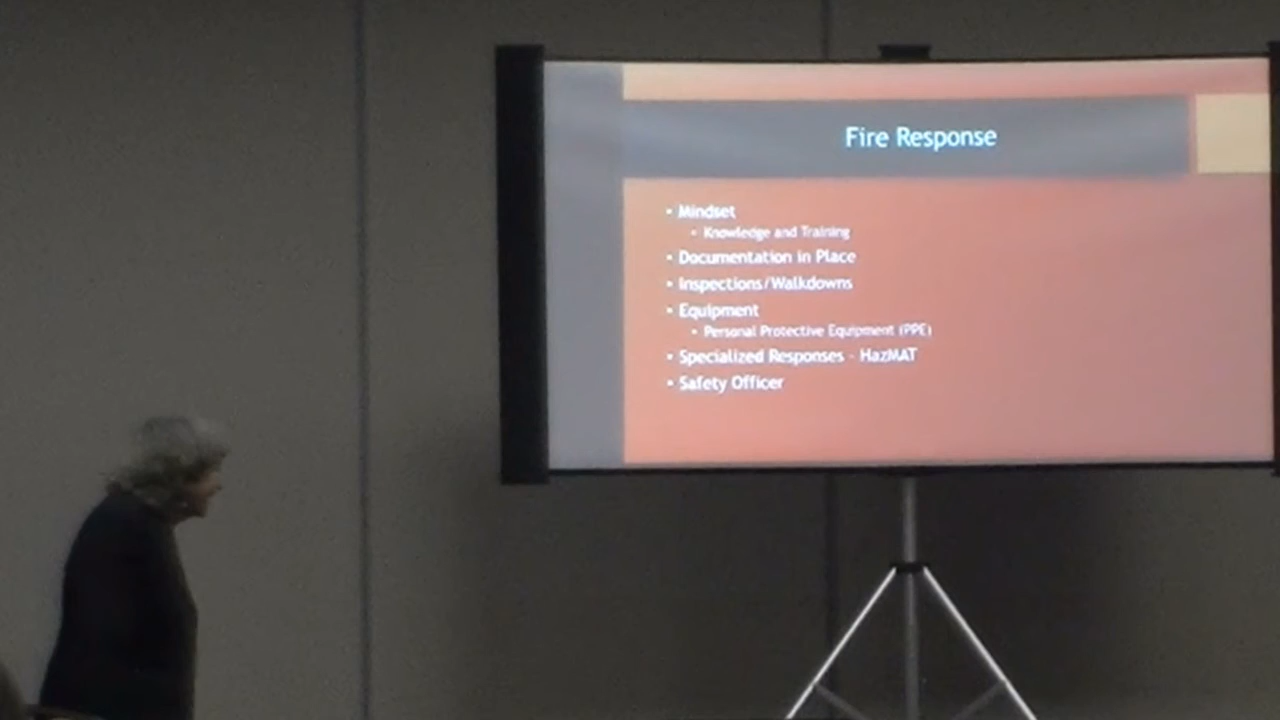 Fire Response
• Mindset
• Knowledge and Training
• Documentation in Place
• Inspections/Walkdowns
• Equipment
• Personal Protective Equipment (PPE)
• Specialized Responses - HazMAT
• Safety Officer